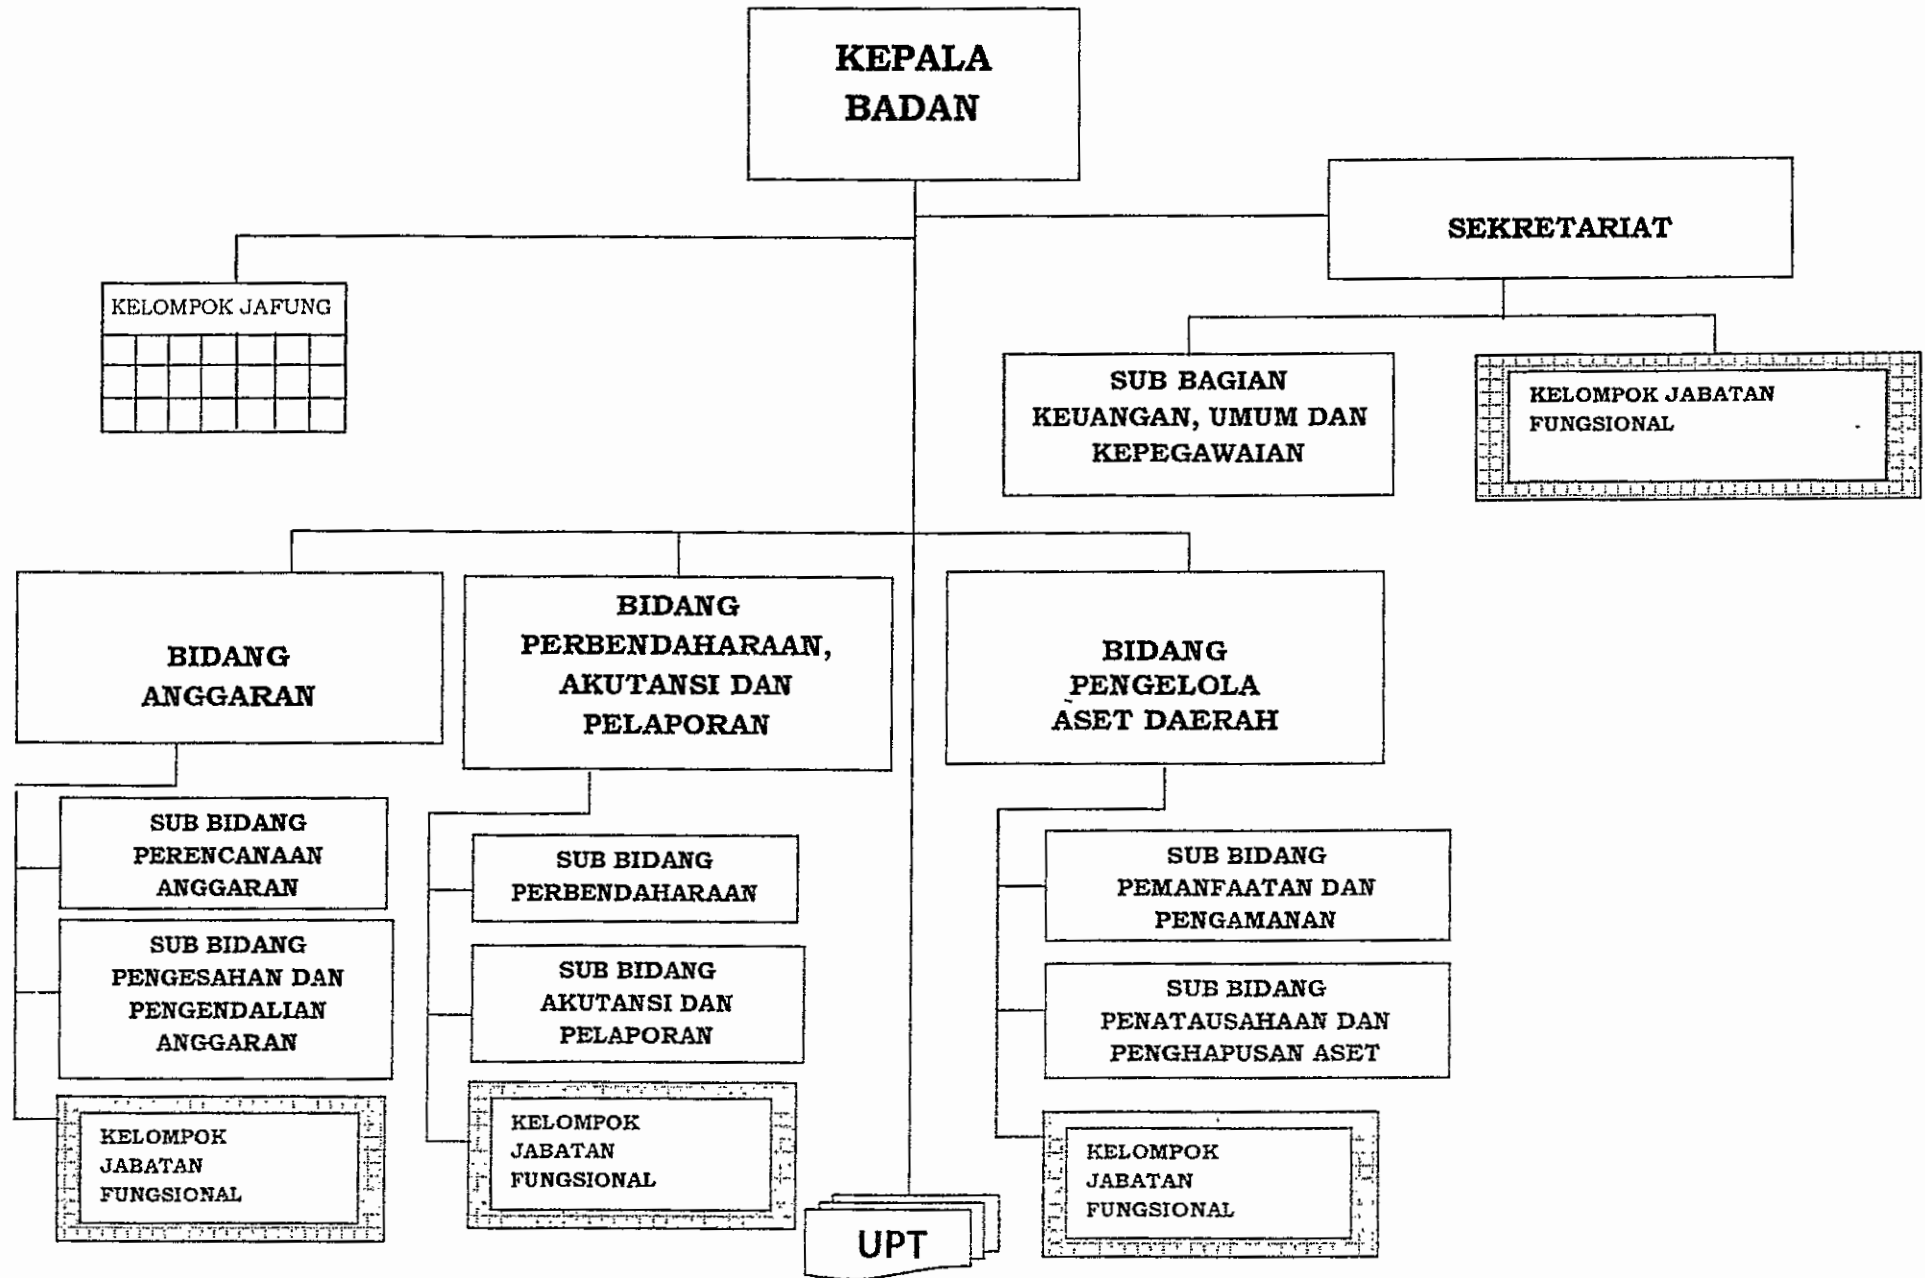 KEPALA
BADAN
SEKRETARIAT
KELOMPOK JAFUNG
SUB BAGIAN
KEUANGAN, UMUM DAN
KEPEGAWAIAN
KELOMPOK JABATAN
FUNGSIONAL
BIDANG
ANGGARAN
BIDANG
PERBENDAHARAAN,
AKUTANSI DAN
PELAPORAN
BIDANG
PENGELOLA
ASET DAERAH
SUB BIDANG
PERENCANAAN
ANGGARAN
SUB BIDANG
PENGESAHAN DAN
PENGENDALIAN
ANGGARAN
KELOMPOK
JABATAN
FUNGSIONAL
SUB BIDANG
PERBENDAHARAAN
SUB BIDANG
AKUTANSI DAN
PELAPORAN
KELOMPOK
JABATAN
FUNGSIONAL
SUB BIDANG
PEMANFAATAN DAN
PENGAMANAN
SUB BIDANG
PENATAUSAHAAN DAN
PENGHAPUSAN ASET
KELOMPOK
JABATAN
FUNGSIONAL
UPT